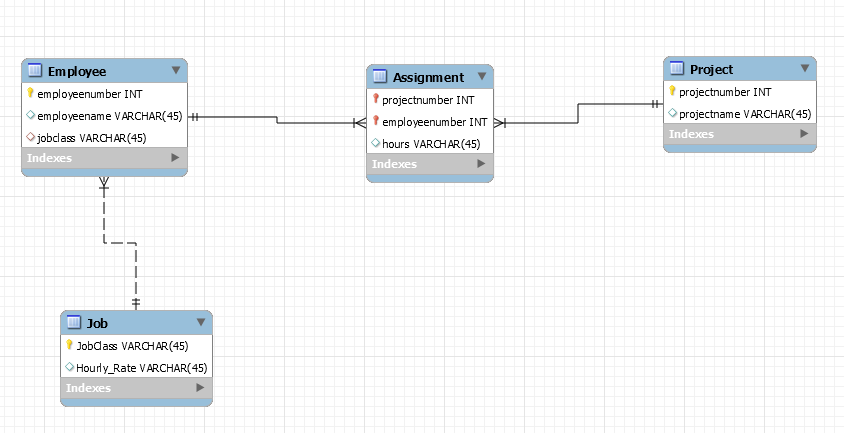 Employee
employeenumber INT
employeename VARCHAR(45)
jobclass VARCHAR(45)
Indexes
Assignment
projectnumber INT
employeenumber INT
hours VARCHAR(45)
Indexes
Project
projectnumber INT
projectname VARCHAR(45)
Indexes
Job
JobClass VARCHAR(45)
Hourly_Rate VARCHAR(45)
Indexes